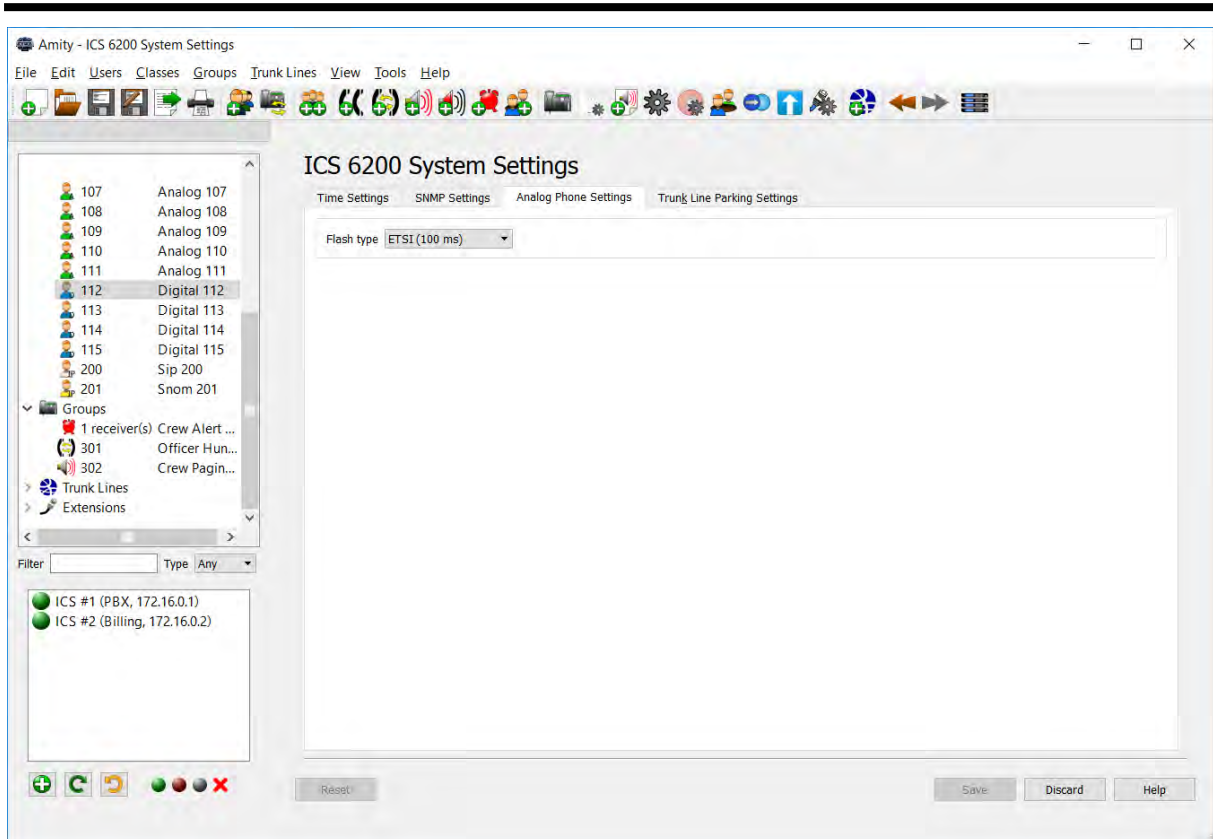 Amity - ICS 6200 System Settings
File Edit Users Classes Groups Trunk Lines View Tools Help
107 Analog 107
108 Analog 108
109 Analog 109
110 Analog 110
111 Analog 111
112 Digital 112
113 Digital 113
114 Digital 114
115 Digital 115
200 Sip 200
201 Snom 201
Groups
1 receiver(s) Crew Alert ...
301 Officer Hun...
302 Crew Pagin...
Trunk Lines
Extensions
Filter Type Any
ICS #1 (PBX, 172.16.0.1)
ICS #2 (Billing, 172.16.0.2)
ICS 6200 System Settings
Time Settings SNMP Settings Analog Phone Settings Trunk Line Parking Settings
Flash type ETSI (100 ms)
Reset Save Discard Help